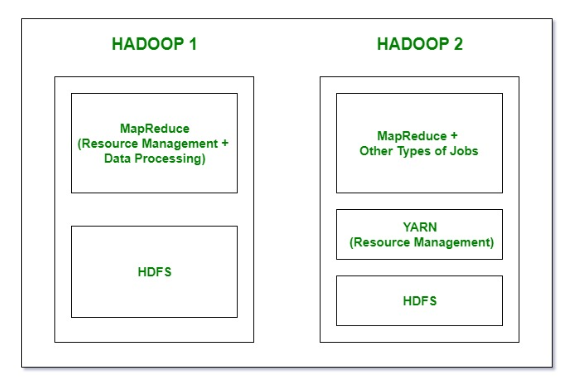 HADOOP 1
MapReduce
(Resource Management +
Data Processing)
HDFS
HADOOP 2
MapReduce +
Other Types of Jobs
YARN
(Resource Management)
HDFS